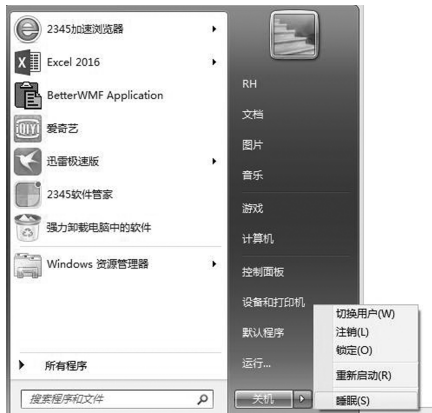 2345加速浏览器
Excel 2016
BetterWMF Application
爱奇艺
迅雷极速版
2345软件管家
强力卸载电脑中的软件
Windows 资源管理器
所有程序
搜索程序和文件
RH
文档
图片
音乐
游戏
计算机
控制面板
设备和打印机
默认程序
运行...
关机
切换用户(W)
注销(L)
锁定(O)
重新启动(R)
睡眠(S)